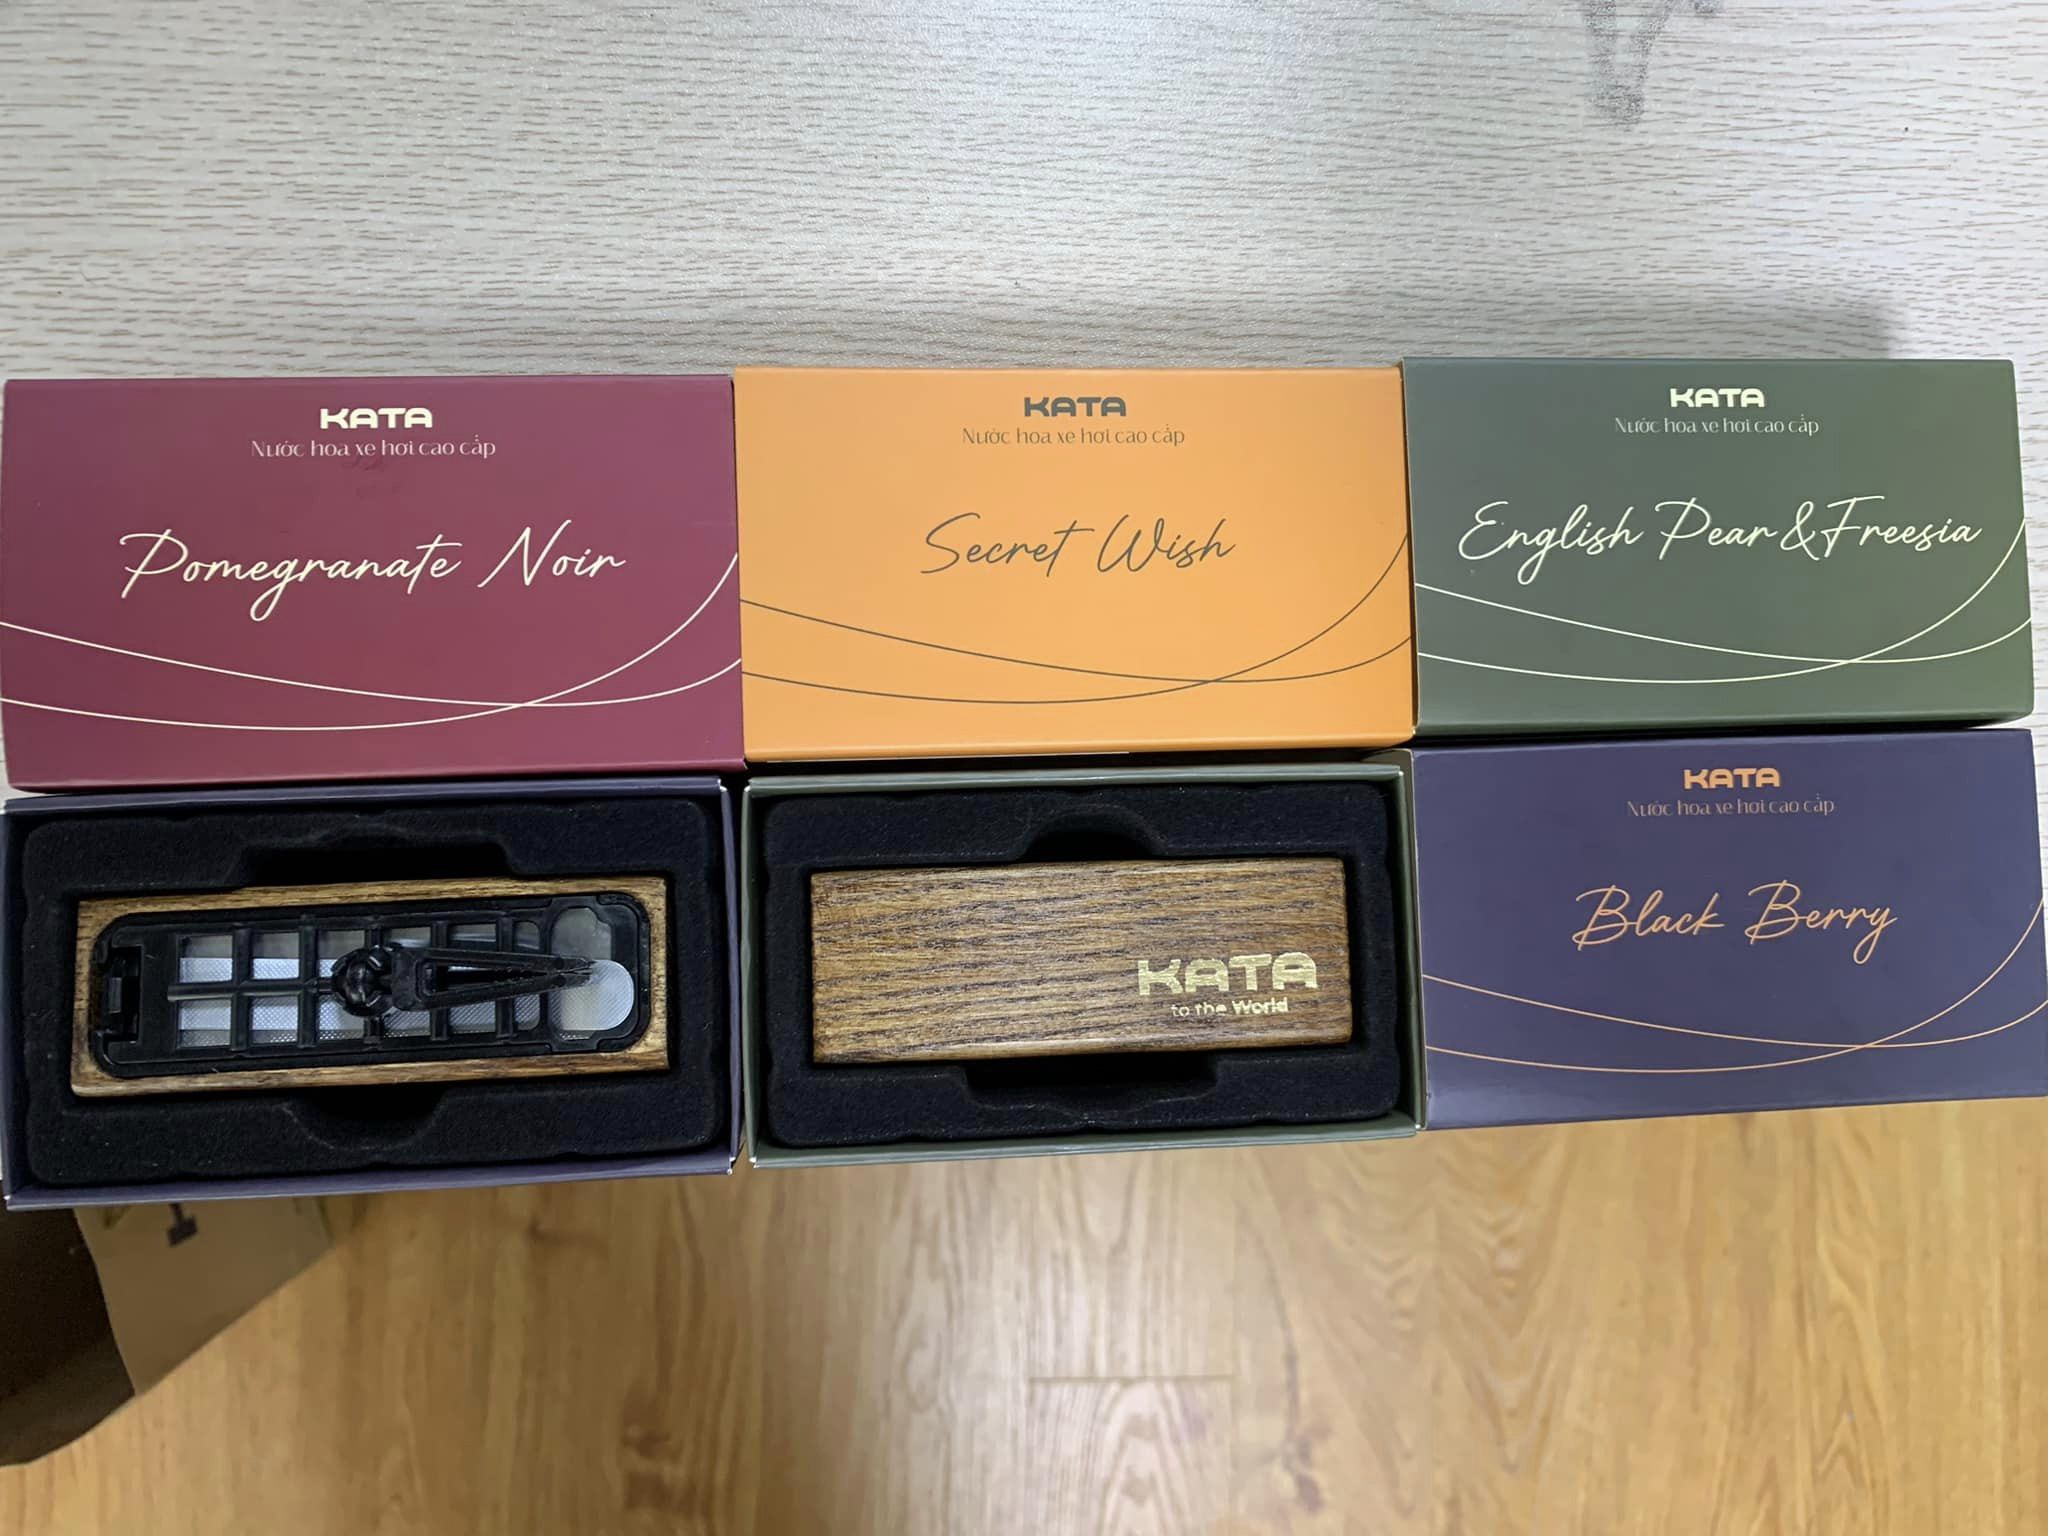 KATA
Nước hoa xe hơi cao cấp
Pomegranate Noir
KATA
Nước hoa xe hơi cao cấp
Secret Wish
KATA
Nước hoa xe hơi cao cấp
English Pear & Freesia
KATA
to the World
KATA
Nước hoa xe hơi cao cấp
Black Berry